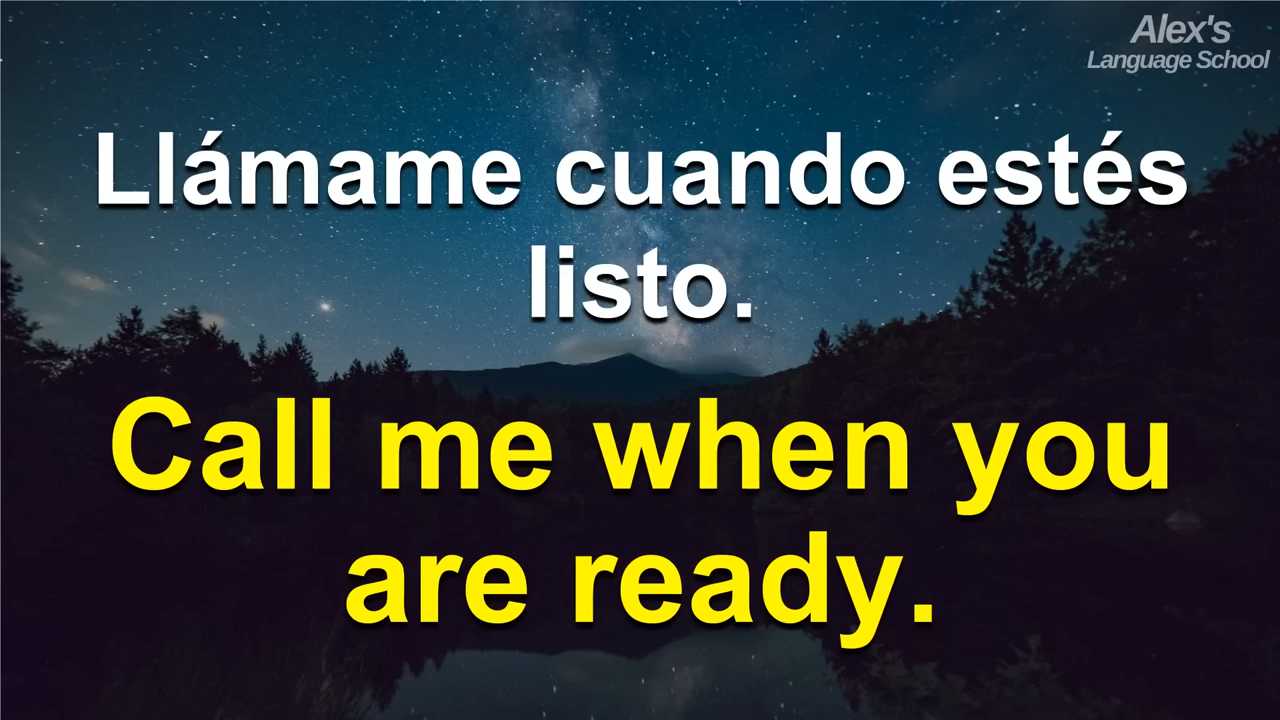 Alex's
Language School
Llámame cuando estés
listo.
Call me when you
are ready.